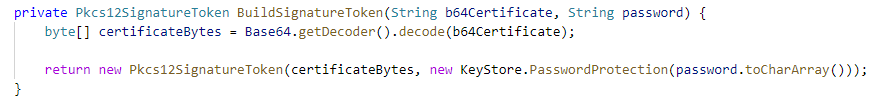 private Pkcs12SignatureToken BuildSignatureToken(String b64Certificate, String password) {
    byte[] certificateBytes = Base64.getDecoder().decode(b64Certificate);

    return new Pkcs12SignatureToken(certificateBytes, new KeyStore.PasswordProtection(password.toCharArray()));
}